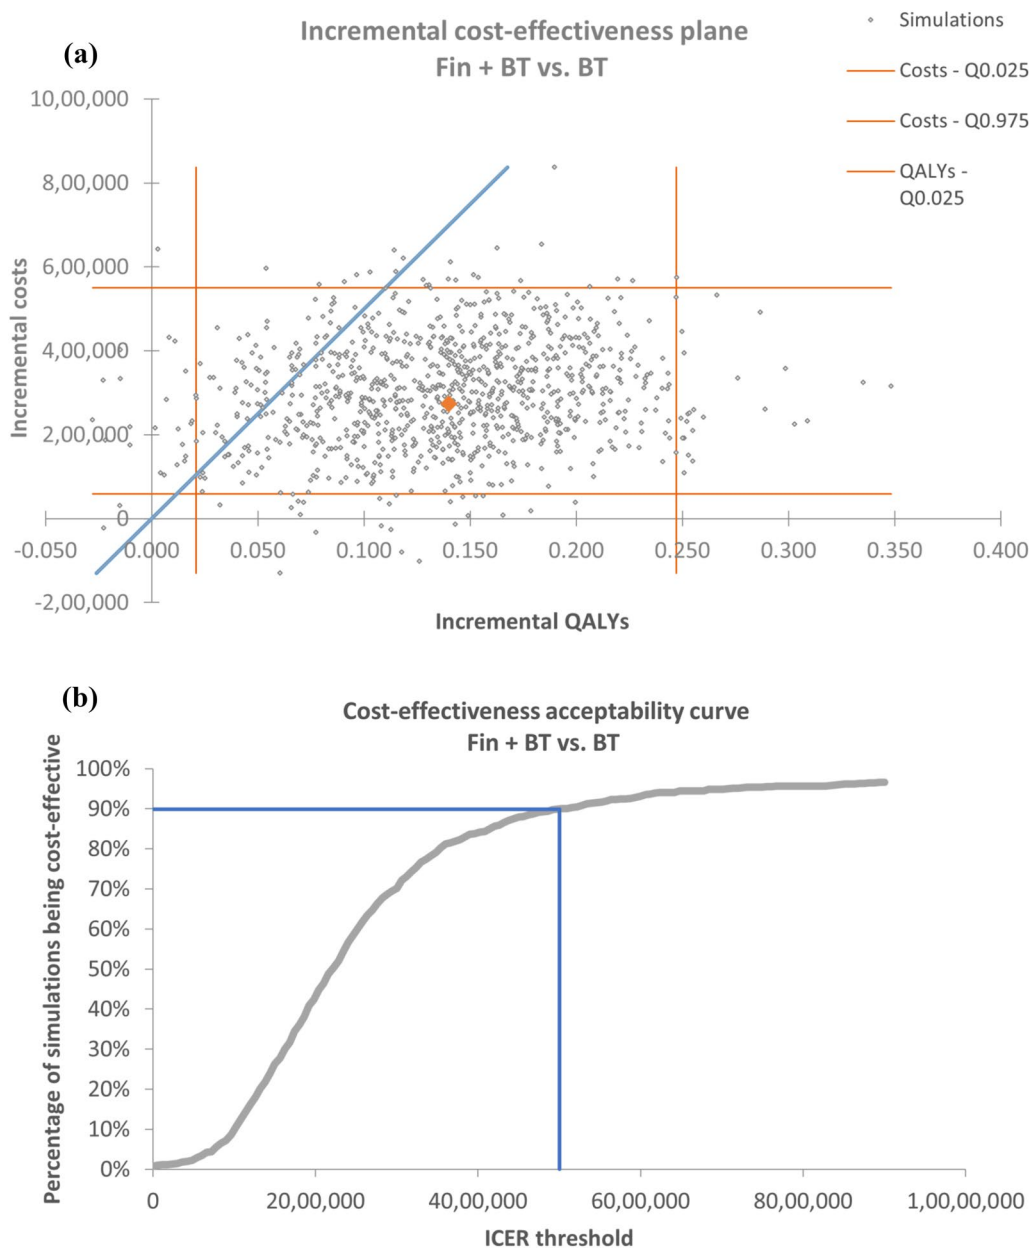 (a)
Incremental cost-effectiveness plane
Fin + BT vs. BT
Simulations
Costs - Q0.025
Costs - Q0.975
QALYs -
Q0.025
Incremental costs
10,00,000
8,00,000
6,00,000
4,00,000
2,00,000
0
-2,00,000
-0.050 0.000 0.050 0.100 0.150 0.200 0.250 0.300 0.350 0.400
Incremental QALYs
(b)
Cost-effectiveness acceptability curve
Fin + BT vs. BT
Percentage of simulations being cost-effective
100%
90%
80%
70%
60%
50%
40%
30%
20%
10%
0%
0 20,00,000 40,00,000 60,00,000 80,00,000 1,00,00,000
ICER threshold